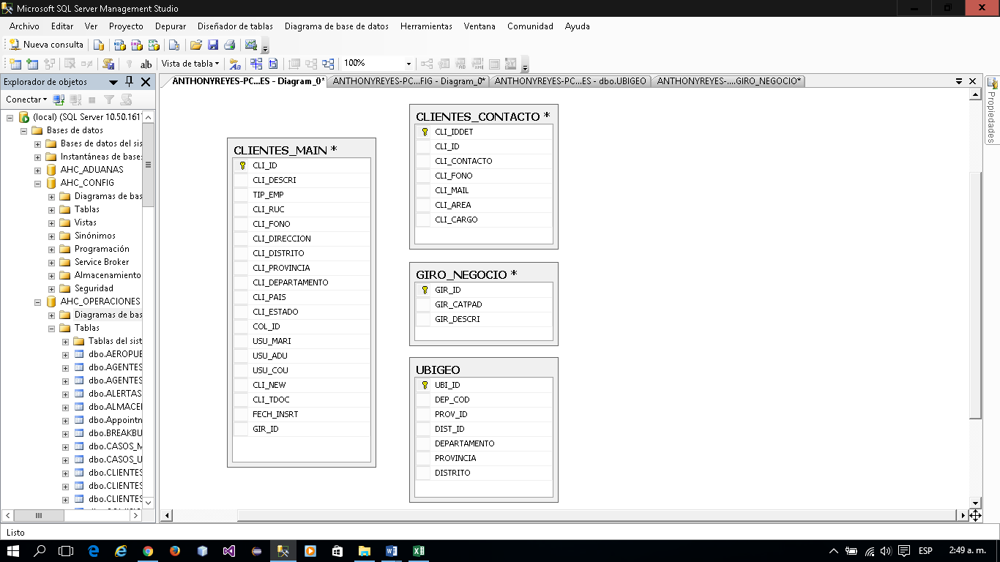 Microsoft SQL Server Management Studio
Archivo Editar Ver Proyecto Depurar Diseñador de tablas Diagrama de base de datos Herramientas Ventana Comunidad Ayuda
Nueva consulta
ab Vista de tabla 100%
Explorador de objetos
Conectar
(local) (SQL Server 10.50.161
Bases de datos
Bases de datos del sis
Instantáneas de base
AHC_ADUANAS
AHC_CONFIG
Diagramas de bas
Tablas
Vistas
Sinónimos
Programación
Service Broker
Almacenamiento
Seguridad
AHC_OPERACIONES
Diagramas de bas
Tablas
Tablas del sist
dbo.AEROPUE
dbo.AGENTES
dbo.AGENTES
dbo.ALERTAS
dbo.ALMACEN
dbo.Appointn
dbo.BREAKBU
dbo.CASOS_M
dbo.CASOS_U
dbo.CLIENTES
dbo.CLIENTES
dbo.CLIENTES
ANTHONYREYES-PC...ES - Diagram_0* ANTHONYREYES-PC...FIG - Diagram_0* ANTHONYREYES-PC...ES - dbo.UBIGEO ANTHONYREYES-....GIRO_NEGOCIO*
CLIENTES_MAIN *
CLI_ID
CLI_DESCRI
TIP_EMP
CLI_RUC
CLI_FONO
CLI_DIRECCION
CLI_DISTRITO
CLI_PROVINCIA
CLI_DEPARTAMENTO
CLI_PAIS
CLI_ESTADO
COL_ID
USU_MARI
USU_ADU
USU_COU
CLI_NEW
CLI_TDOC
FECH_INSRT
GIR_ID
CLIENTES_CONTACTO *
CLI_IDDET
CLI_ID
CLI_CONTACTO
CLI_FONO
CLI_MAIL
CLI_AREA
CLI_CARGO
GIRO_NEGOCIO *
GIR_ID
GIR_CATPAD
GIR_DESCRI
UBIGEO
UBI_ID
DEP_COD
PROV_ID
DIST_ID
DEPARTAMENTO
PROVINCIA
DISTRITO
Propiedades
Listo
ESP 2:49 a. m.